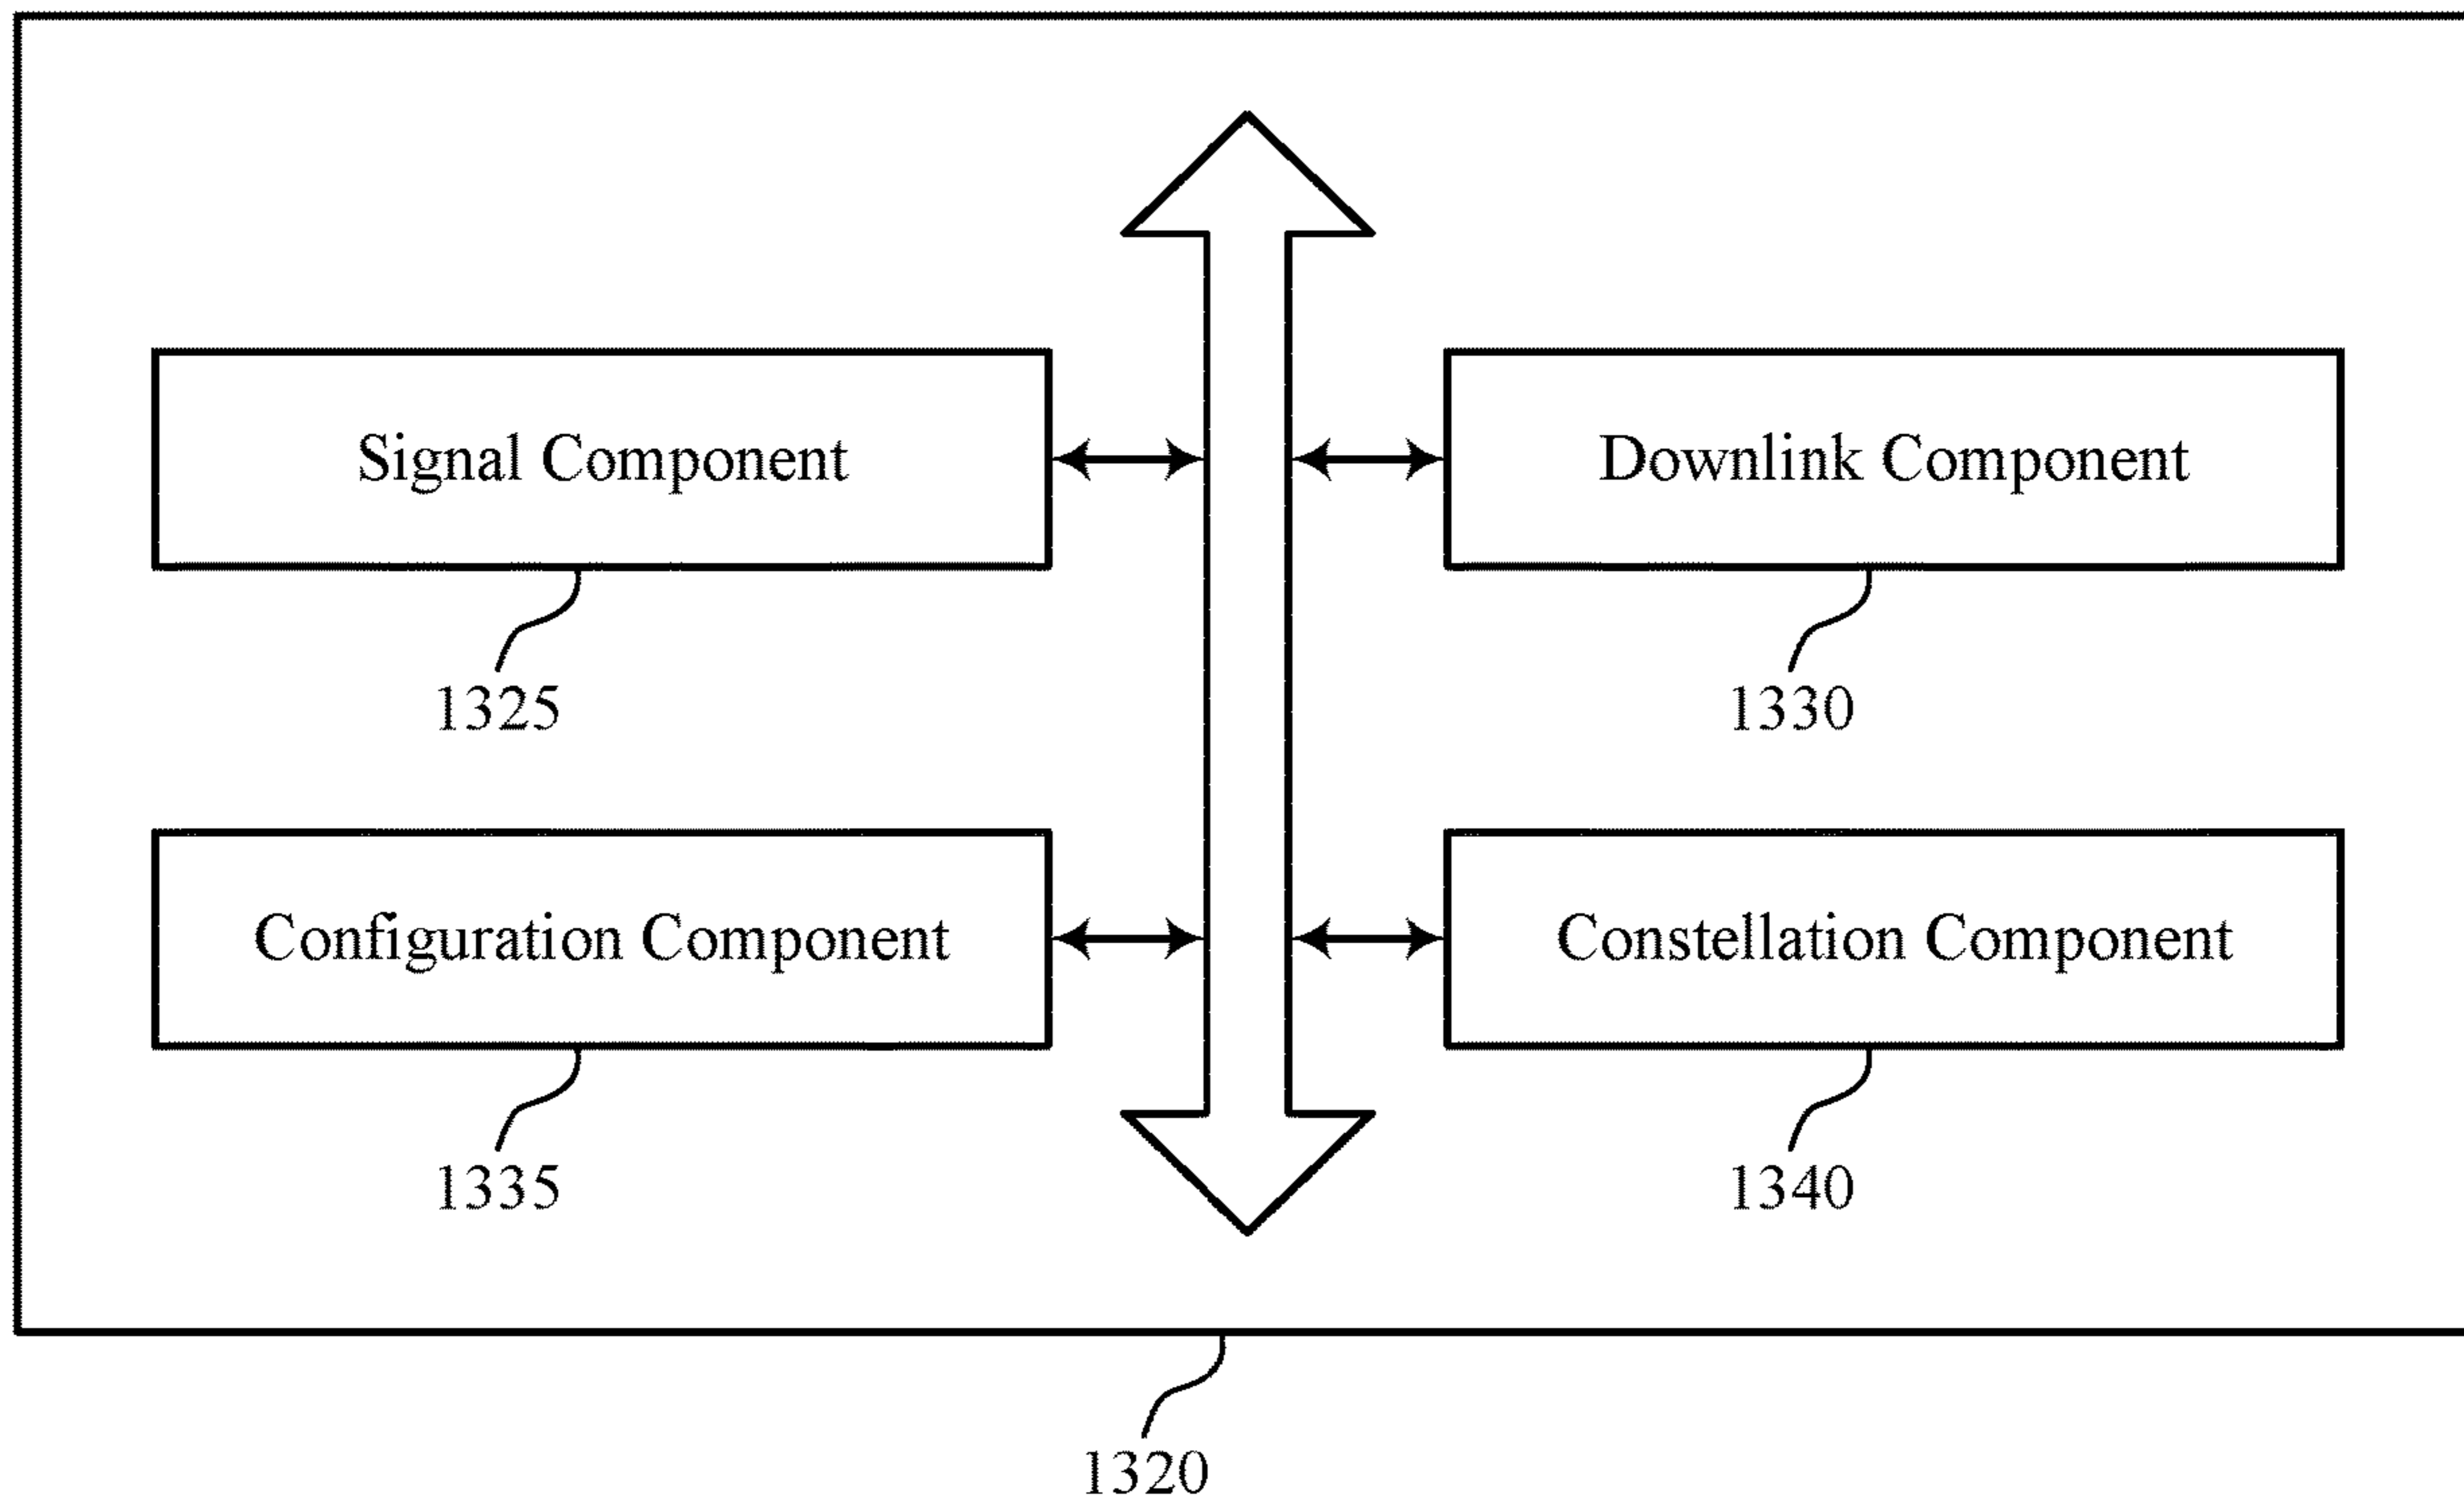 Signal Component
Downlink Component
1325
1330
Configuration Component
Constellation Component
1335
1340
1320